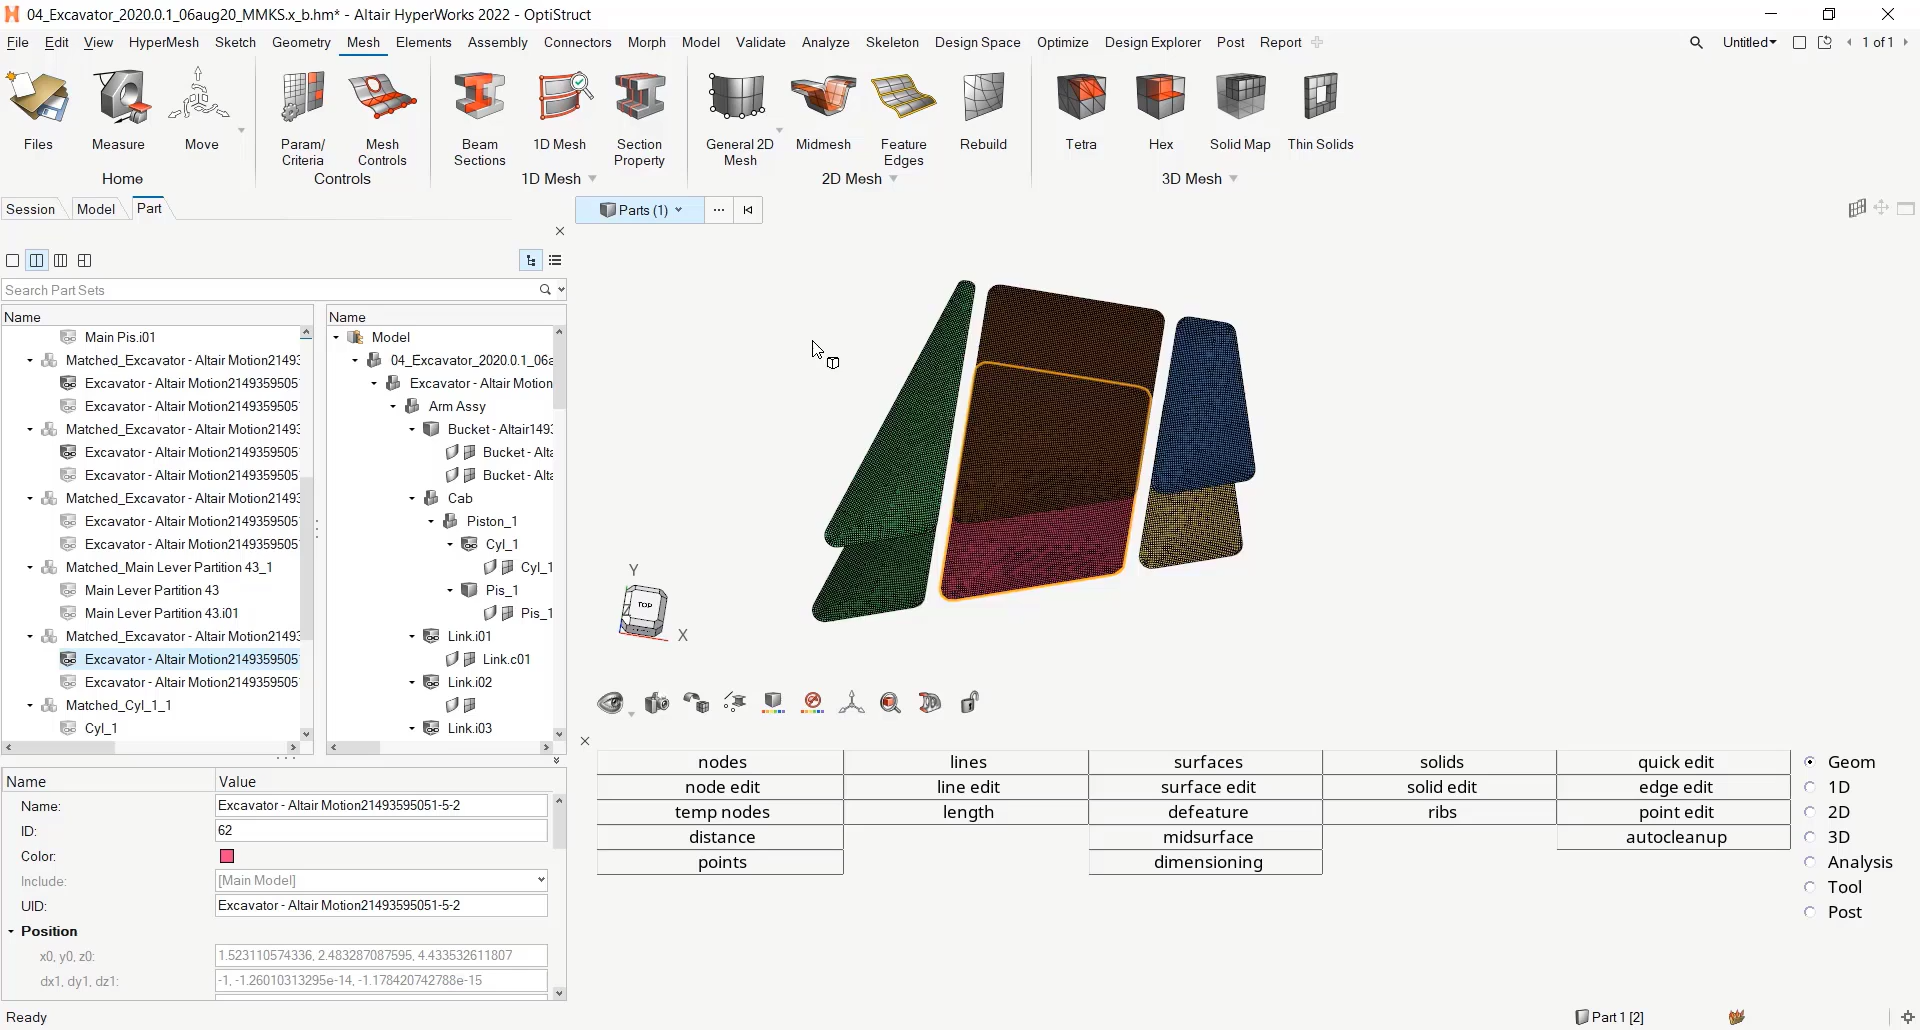 04_Excavator_2020.0.1_06aug20_MMKS.x_b.hm* - Altair HyperWorks 2022 - OptiStruct
File Edit View HyperMesh Sketch Geometry Mesh Elements Assembly Connectors Morph Model Validate Analyze Skeleton Design Space Optimize Design Explorer Post Report Untitled 1 of 1
Files Measure Move Param/ Criteria Mesh Controls Beam Sections 1D Mesh Section Property General 2D Mesh Midmesh Feature Edges Rebuild Tetra Hex Solid Map Thin Solids
Home Controls 1D Mesh 2D Mesh 3D Mesh
Session Model Part
Parts (1)
Search Part Sets
Name
Main Pis.i01
Matched_Excavator - Altair Motion21493
Excavator - Altair Motion2149359505
Excavator - Altair Motion2149359505
Matched_Excavator - Altair Motion21493
Excavator - Altair Motion2149359505
Excavator - Altair Motion2149359505
Matched_Excavator - Altair Motion21493
Excavator - Altair Motion2149359505
Excavator - Altair Motion2149359505
Matched_Main Lever Partition 43_1
Main Lever Partition 43
Main Lever Partition 43.i01
Matched_Excavator - Altair Motion21493
Excavator - Altair Motion2149359505
Excavator - Altair Motion2149359505
Matched_Cyl_1_1
Cyl_1
Name
Model
04_Excavator_2020.0.1_06a
Excavator - Altair Motion
Arm Assy
Bucket - Altair1493
Bucket - Alta
Bucket - Alta
Cab
Piston_1
Cyl_1
Cyl_1
Pis_1
Pis_1
Link.i01
Link.c01
Link.i02
Link.i03
Y
TOP
Z
X
Name Value
Name: Excavator - Altair Motion21493595051-5-2
ID: 62
Color:
Include: [Main Model]
UID: Excavator - Altair Motion21493595051-5-2
Position
x0, y0, z0: 1.523110574336, 2.483287087595, 4.433532611807
dx1, dy1, dz1: -1, -1.26010313295e-14, -1.178420742788e-15
nodes lines surfaces solids quick edit Geom
node edit line edit surface edit solid edit edge edit 1D
temp nodes length defeature ribs point edit 2D
distance midsurface autocleanup 3D
points dimensioning Analysis
Tool
Post
Ready
Part 1 [2]